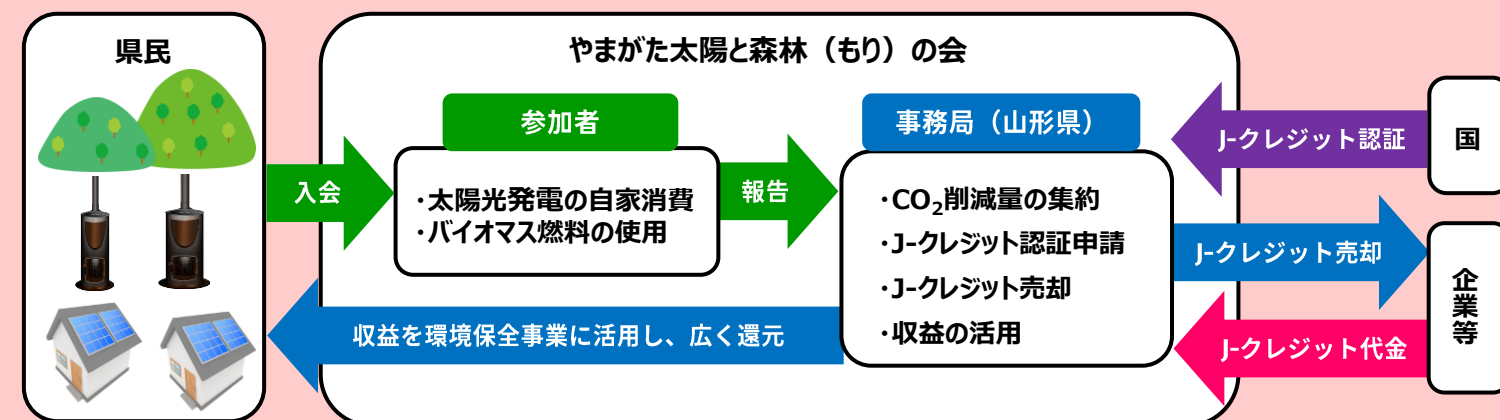 県民
やまがた太陽と森林（もり）の会
参加者
事務局（山形県）
入会
・太陽光発電の自家消費
・バイオマス燃料の使用
報告
・CO₂削減量の集約
・J-クレジット認証申請
・J-クレジット売却
・収益の活用
収益を環境保全事業に活用し、広く還元
J-クレジット認証
国
J-クレジット売却
J-クレジット代金
企業等